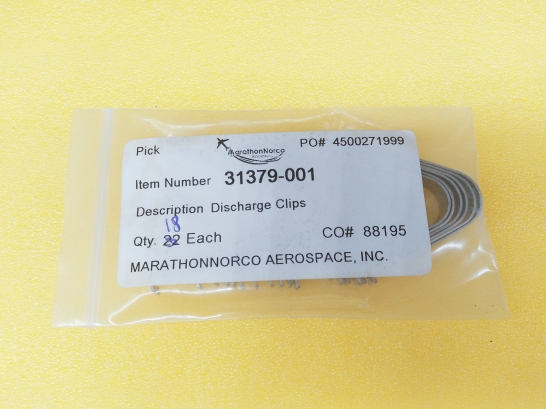 Pick
MarathonNorco
PO# 4500271999
Item Number 31379-001
Description Discharge Clips
18
Qty. 22 Each
CO# 88195
MARATHONNORCO AEROSPACE, INC.